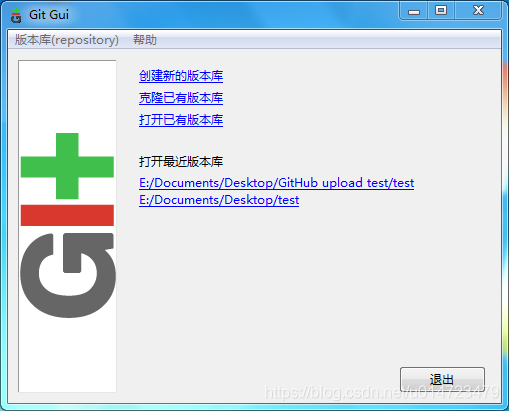 Git Gui
版本库(repository) 帮助
创建新的版本库
克隆已有版本库
打开已有版本库
打开最近版本库
E:/Documents/Desktop/GitHub upload test/test
E:/Documents/Desktop/test
Git
退出
https://blog.csdn.net/u014723479